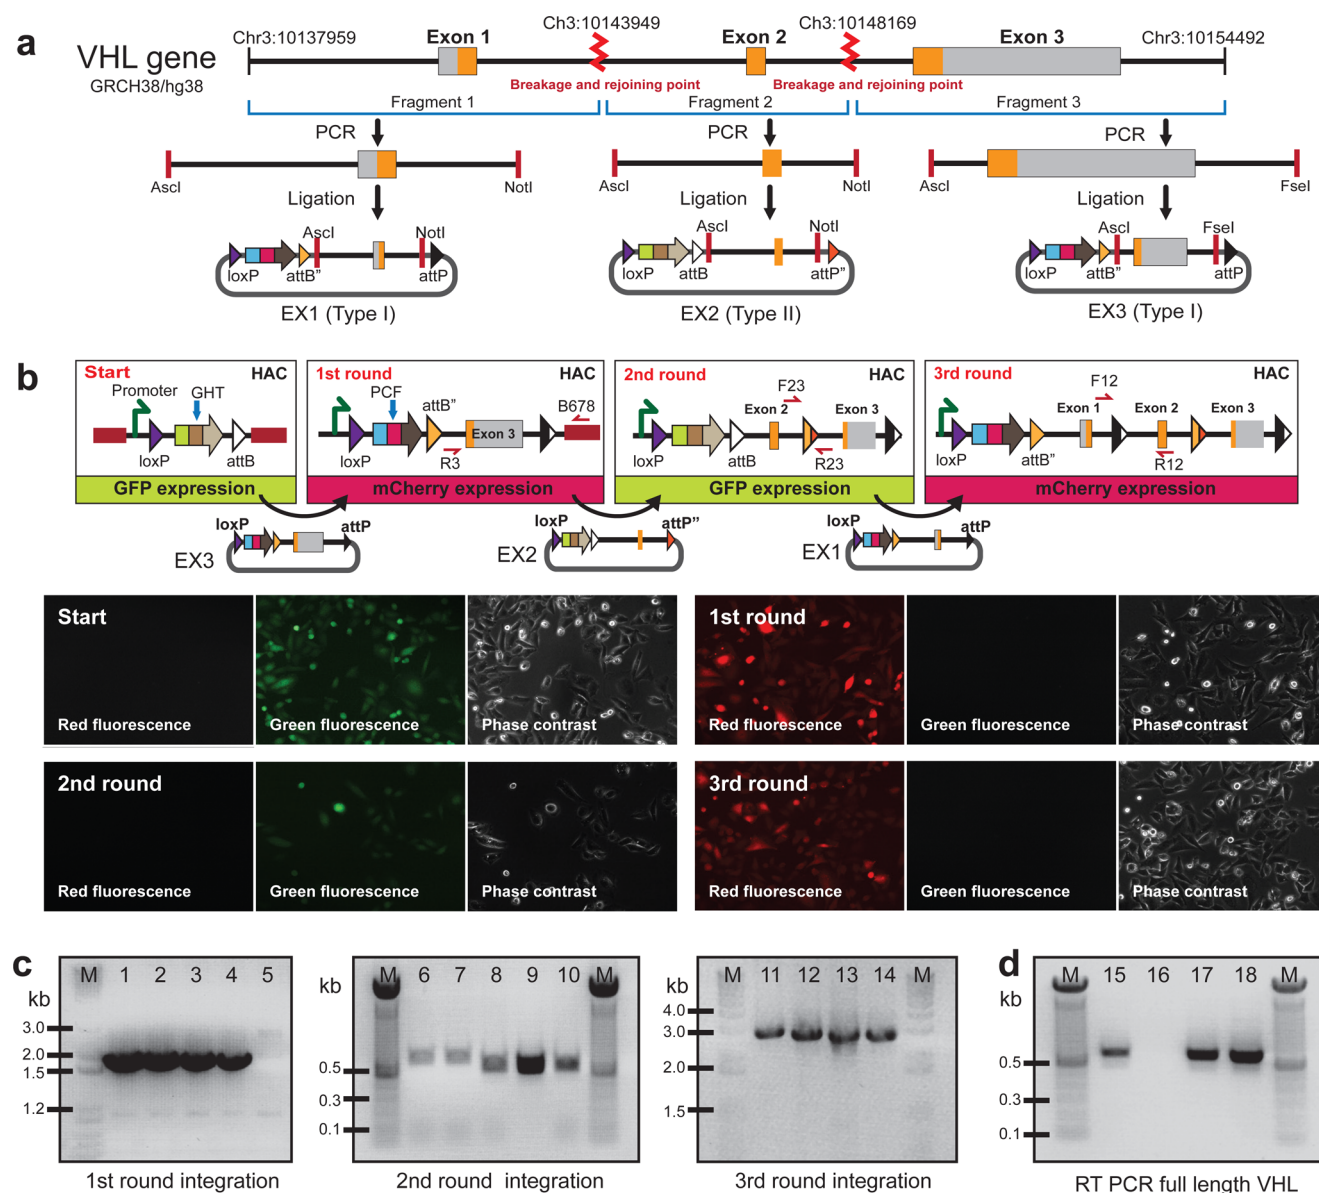 a
VHL gene
GRCH38/hg38
Chr3:10137959
Exon 1
Chr3:10143949
Exon 2
Ch3:10148169
Exon 3
Chr3:10154492
Breakage and rejoining point
Breakage and rejoining point
Fragment 1
Fragment 2
Fragment 3
PCR
PCR
PCR
AscI
NotI
AscI
NotI
AscI
FseI
Ligation
Ligation
Ligation
AscI
NotI
loxP
attB”
attP
EX1 (Type I)
AscI
NotI
loxP
attB
attP”
EX2 (Type II)
AscI
FseI
loxP
attB”
attP
EX3 (Type I)
b
Start
HAC
Promoter
GHT
loxP
attB
GFP expression
1st round
HAC
PCF
attB”
B678
Exon 3
loxP
R3
mCherry expression
2nd round
HAC
F23
Exon 2
Exon 3
loxP
attB
R23
GFP expression
3rd round
HAC
F12
Exon 1
Exon 2
Exon 3
loxP
attB”
R12
mCherry expression
loxP
attP
EX3
loxP
attP”
EX2
loxP
attP
EX1
Start
Red fluorescence
Green fluorescence
Phase contrast
1st round
Red fluorescence
Green fluorescence
Phase contrast
2nd round
Red fluorescence
Green fluorescence
Phase contrast
3rd round
Red fluorescence
Green fluorescence
Phase contrast
c
M 1 2 3 4 5
kb
3.0
2.0
1.5
1.2
1st round integration
M 6 7 8 9 10 M
kb
0.5
0.3
0.1
2nd round integration
M 11 12 13 14 M
kb
4.0
3.0
2.0
1.5
3rd round integration
d
M 15 16 17 18 M
kb
0.5
0.3
0.1
RT PCR full length VHL